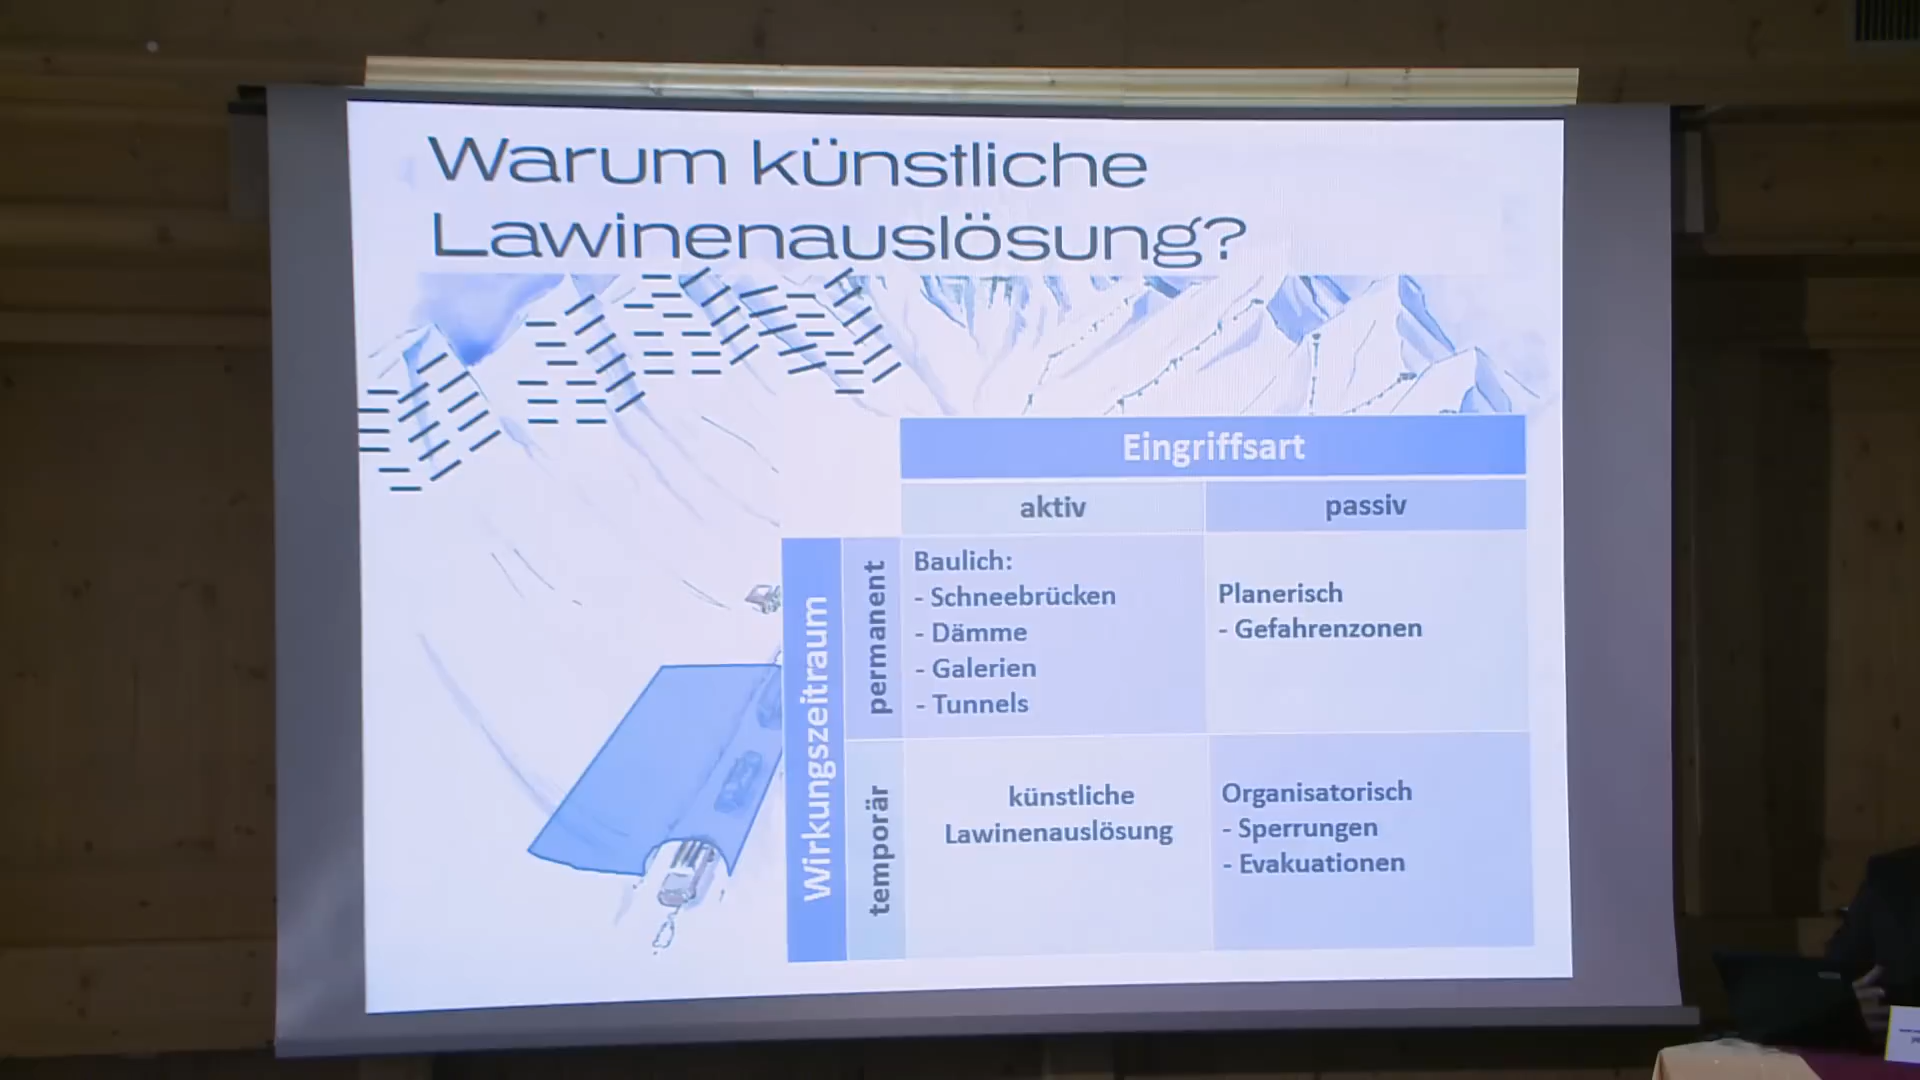 Warum künstliche
Lawinenauslösung?
Eingriffsart
aktiv
passiv
Wirkungszeitraum
permanent
Baulich:
- Schneebrücken
- Dämme
- Galerien
- Tunnels
Planerisch
- Gefahrenzonen
temporär
künstliche
Lawinenauslösung
Organisatorisch
- Sperrungen
- Evakuationen